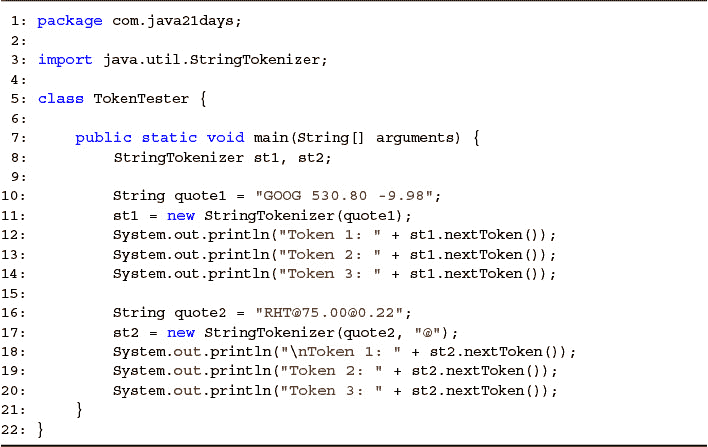 1: package com.java21days;
2:
3: import java.util.StringTokenizer;
4:
5: class TokenTester {
6:
7:     public static void main(String[] arguments) {
8:         StringTokenizer st1, st2;
9:
10:         String quote1 = "GOOG 530.80 -9.98";
11:         st1 = new StringTokenizer(quote1);
12:         System.out.println("Token 1: " + st1.nextToken());
13:         System.out.println("Token 2: " + st1.nextToken());
14:         System.out.println("Token 3: " + st1.nextToken());
15:
16:         String quote2 = "RHT@75.00@0.22";
17:         st2 = new StringTokenizer(quote2, "@");
18:         System.out.println("\nToken 1: " + st2.nextToken());
19:         System.out.println("Token 2: " + st2.nextToken());
20:         System.out.println("Token 3: " + st2.nextToken());
21:     }
22: }